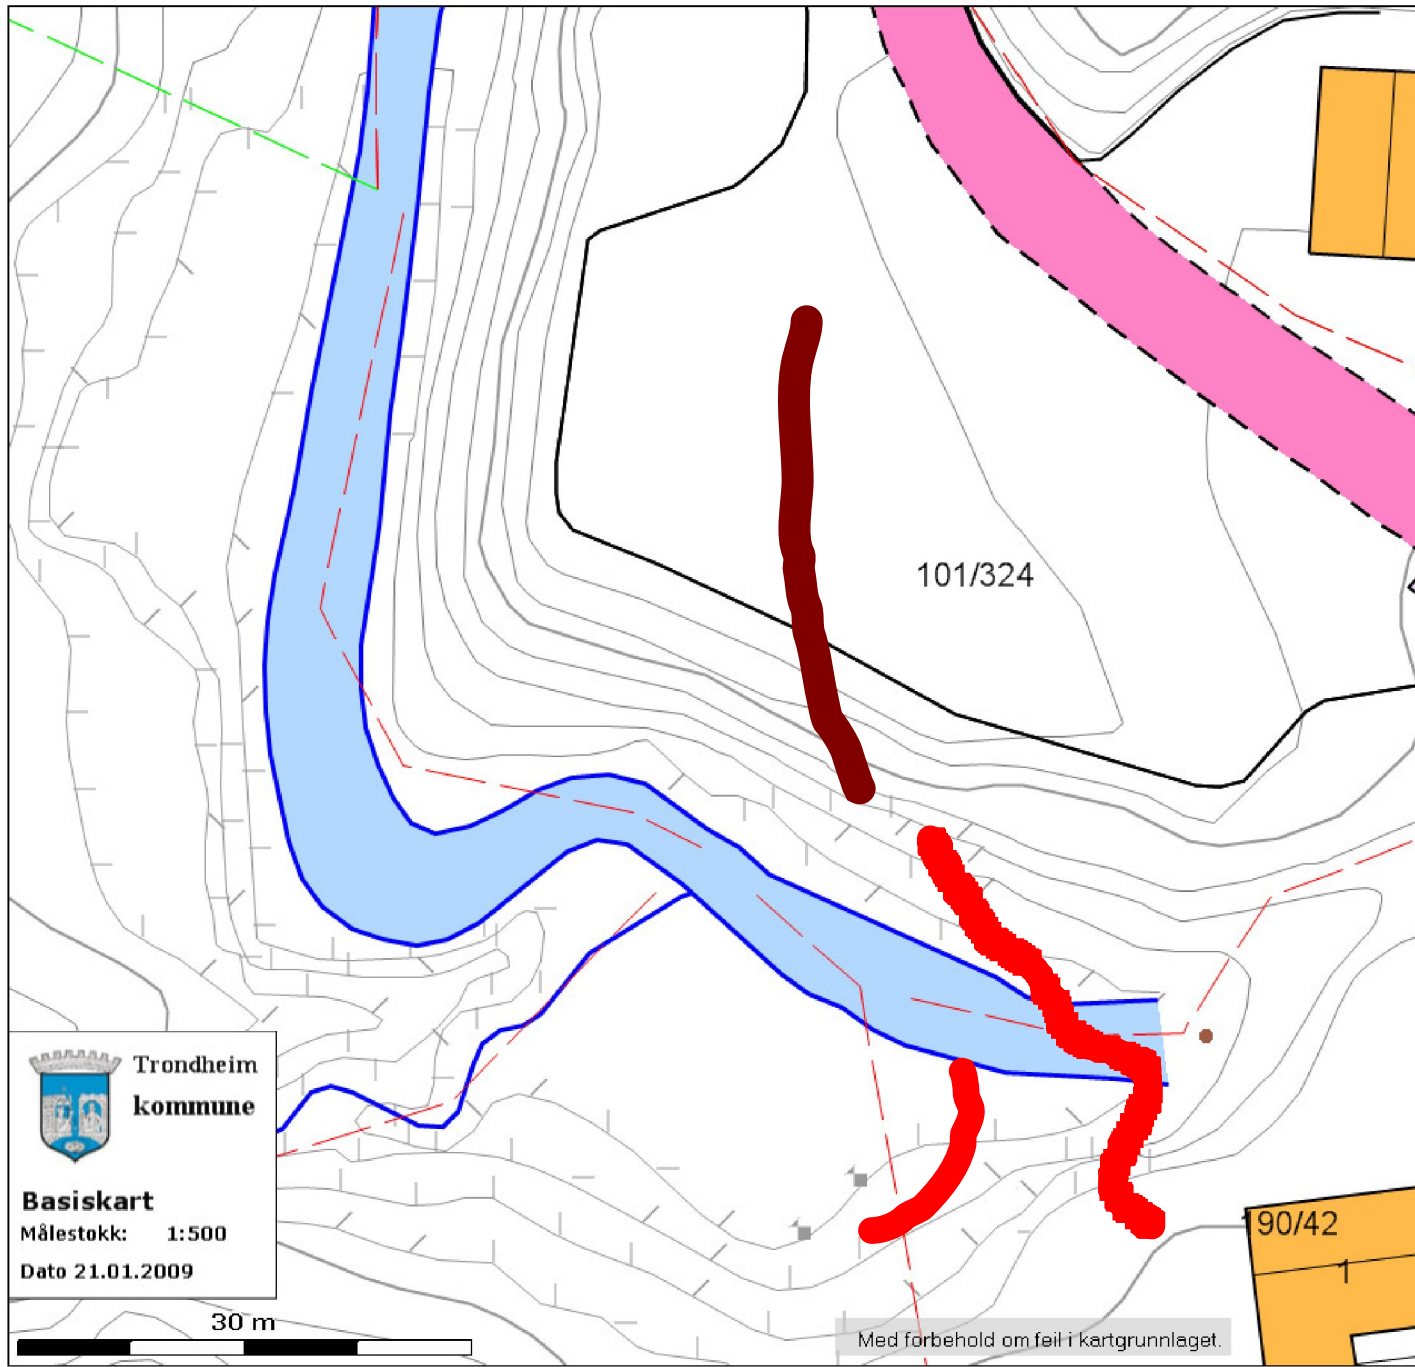 101/324
Trondheim
kommune
Basiskart
Målestokk: 1:500
Dato 21.01.2009
190/42
1
30 m
Med forbehold om feil i kartgrunnlaget.